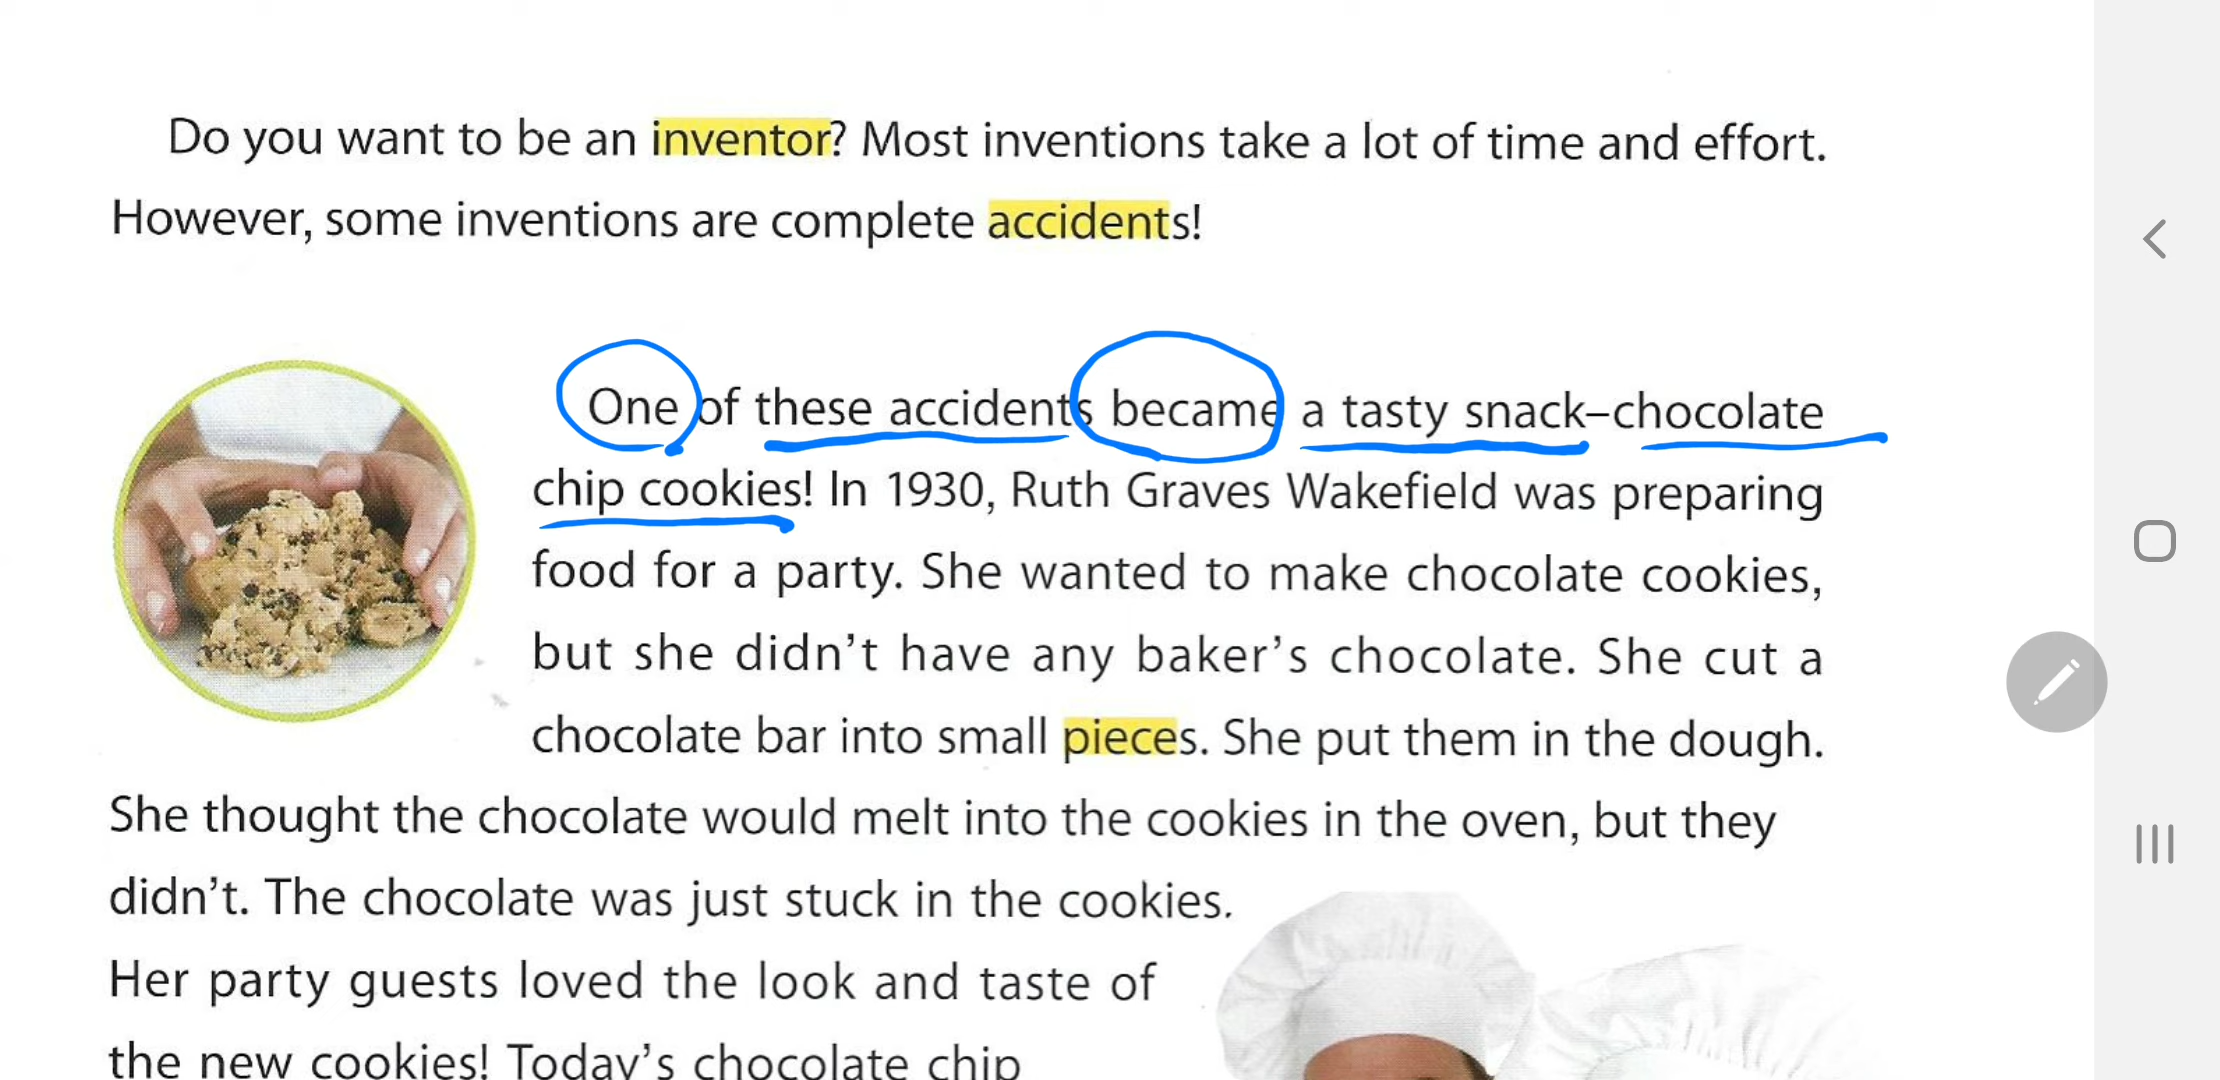 Do you want to be an inventor? Most inventions take a lot of time and effort.
However, some inventions are complete accidents!
One of these accidents became a tasty snack–chocolate
chip cookies! In 1930, Ruth Graves Wakefield was preparing
food for a party. She wanted to make chocolate cookies,
but she didn’t have any baker’s chocolate. She cut a
chocolate bar into small pieces. She put them in the dough.
She thought the chocolate would melt into the cookies in the oven, but they
didn’t. The chocolate was just stuck in the cookies.
Her party guests loved the look and taste of
the new cookies! Today’s chocolate chip